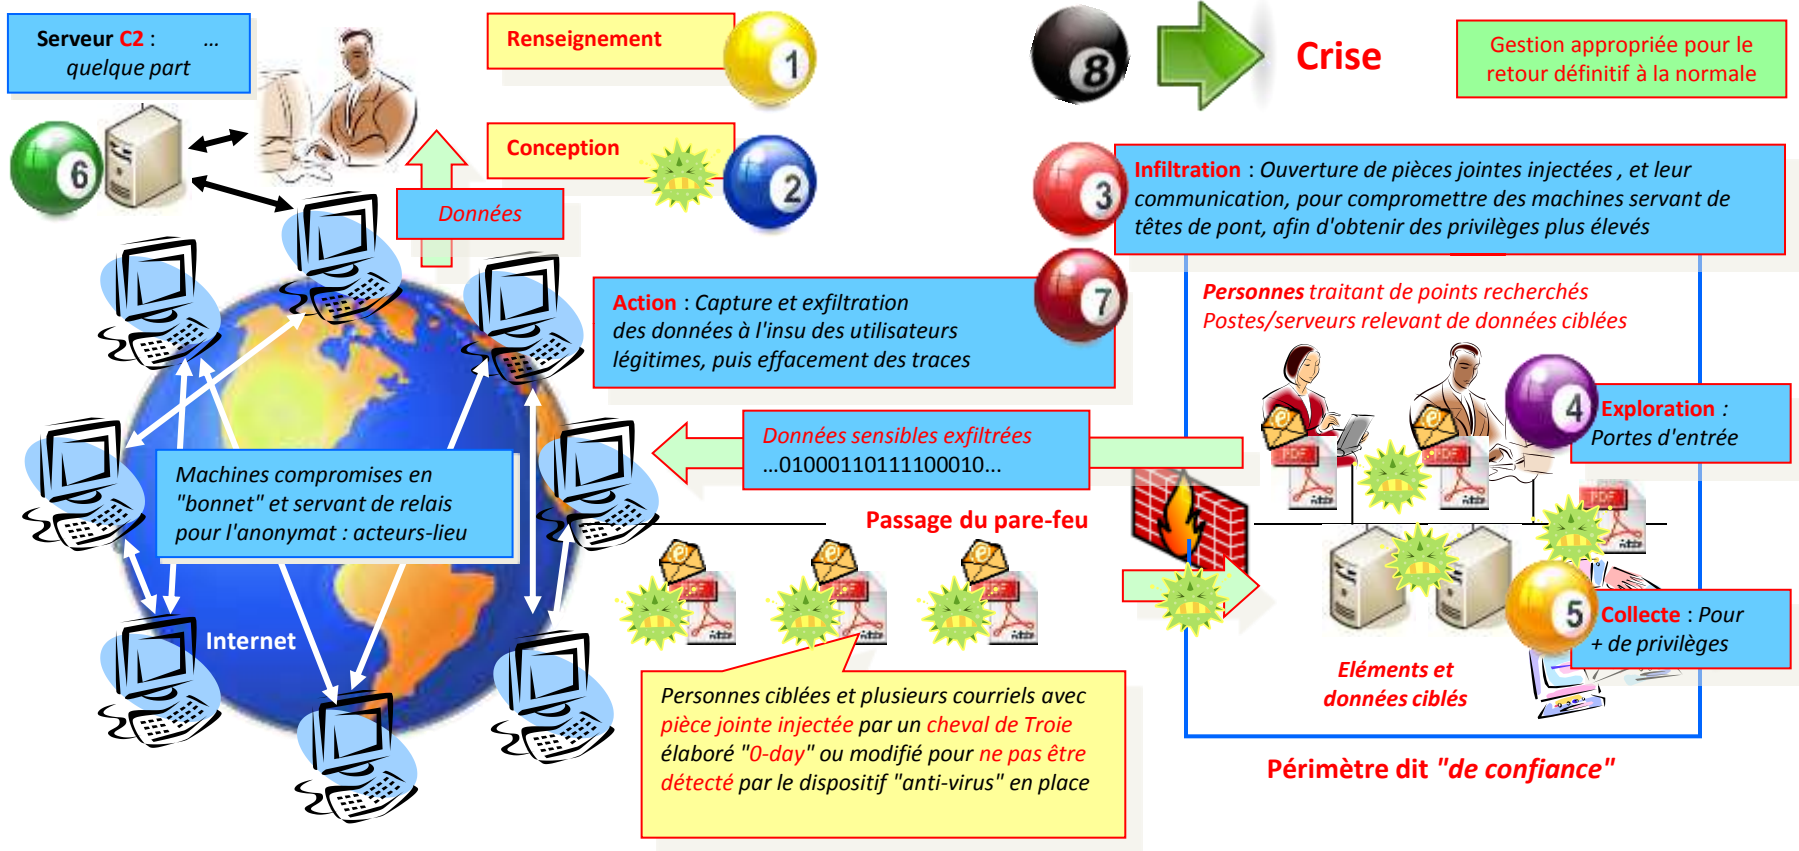 Serveur C2 : ...
quelque part
6
Renseignement
1
Conception
2
Données
8
Crise
Gestion appropriée pour le
retour définitif à la normale
3
Infiltration : Ouverture de pièces jointes injectées , et leur
communication, pour compromettre des machines servant de
têtes de pont, afin d'obtenir des privilèges plus élevés
7
Action : Capture et exfiltration
des données à l'insu des utilisateurs
légitimes, puis effacement des traces
Personnes traitant de points recherchés
Postes/serveurs relevant de données ciblées
4
Exploration :
Portes d'entrée
PDF
PDF
Données sensibles exfiltrées
...01000110111100010...
Machines compromises en
"bonnet" et servant de relais
pour l'anonymat : acteurs-lieu
Passage du pare-feu
PDF
PDF
PDF
PDF
5
Collecte : Pour
+ de privilèges
Internet
Eléments et
données ciblés
Personnes ciblées et plusieurs courriels avec
pièce jointe injectée par un cheval de Troie
élaboré "0-day" ou modifié pour ne pas être
détecté par le dispositif "anti-virus" en place
Périmètre dit "de confiance"